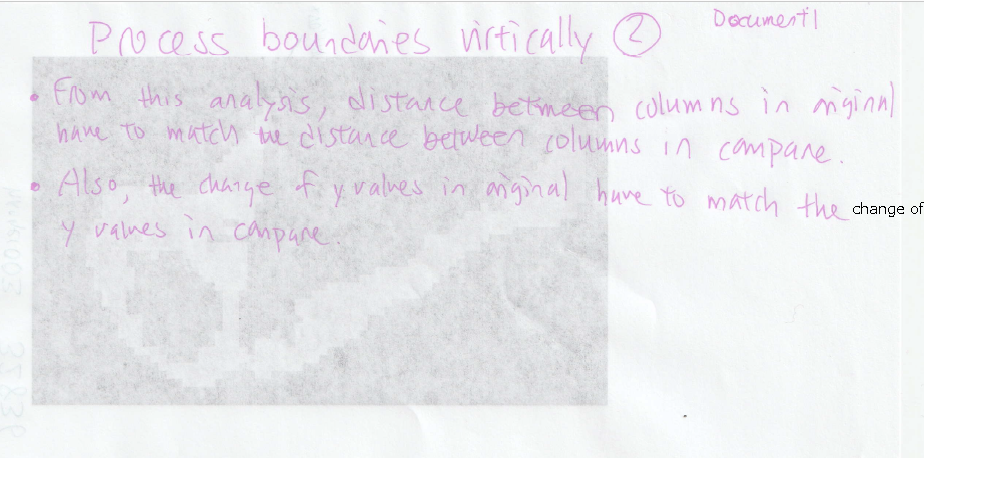 Process boundaries virtically 2
Document1
• From this analysis, distance between columns in original
have to match the distance between columns in compare.
• Also, the change of y values in original have to match the change of
y values in compare.